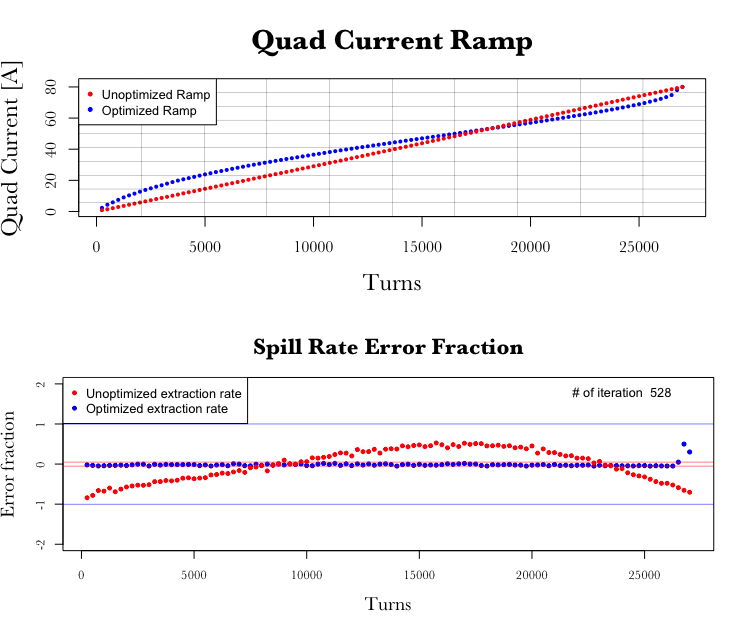 Quad Current Ramp
Quad Current [A]
80
60
40
20
0
Unoptimized Ramp
Optimized Ramp
0 5000 10000 15000 20000 25000
Turns
Spill Rate Error Fraction
Error fraction
2
1
0
-1
-2
Unoptimized extraction rate
Optimized extraction rate
# of iteration 528
0 5000 10000 15000 20000 25000
Turns